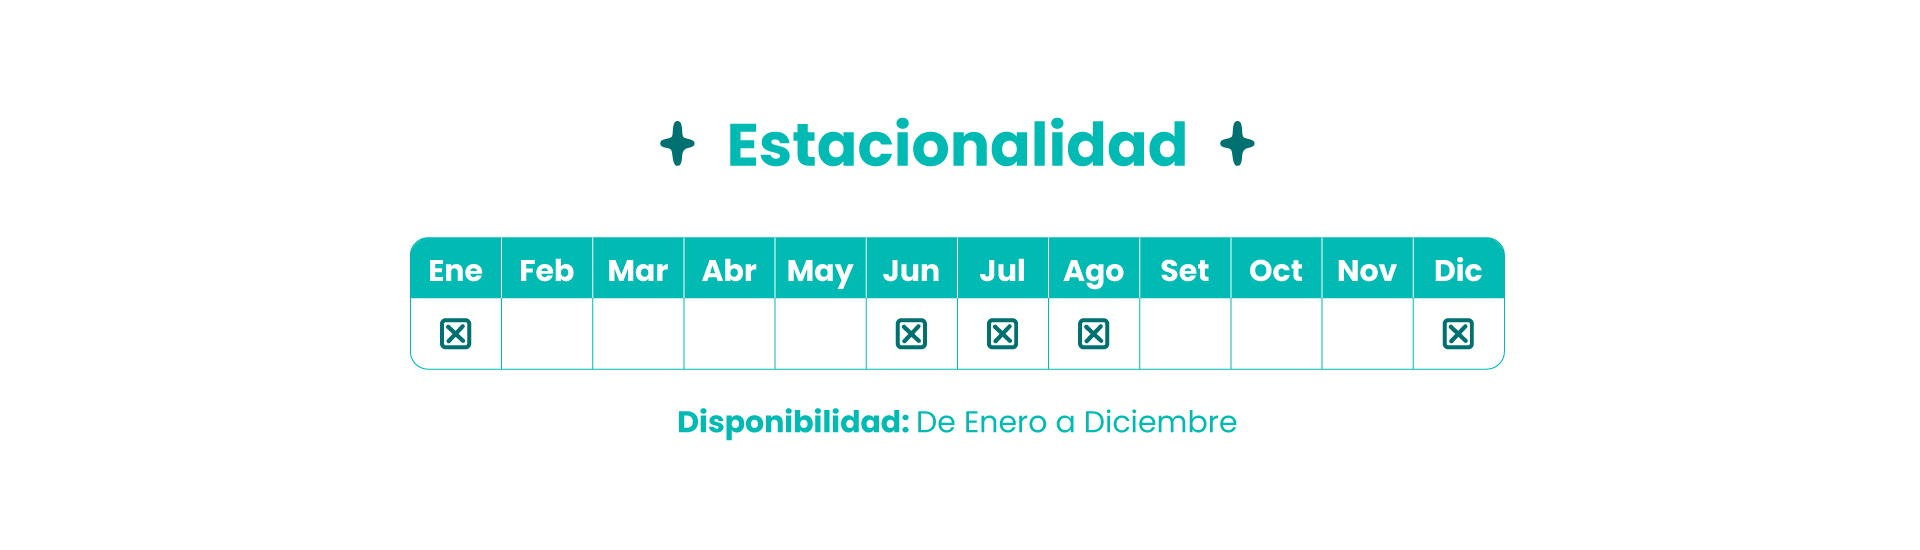 Estacionalidad
Ene Feb Mar Abr May Jun Jul Ago Set Oct Nov Dic
Disponibilidad: De Enero a Diciembre